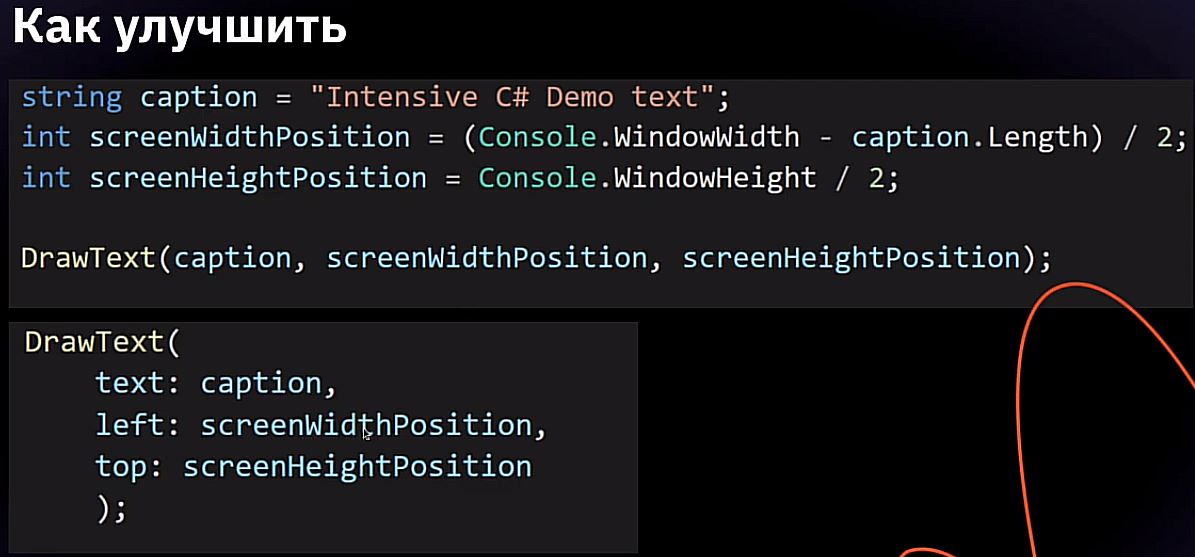 Как улучшить
string caption = "Intensive C# Demo text";
int screenWidthPosition = (Console.WindowWidth - caption.Length) / 2;
int screenHeightPosition = Console.WindowHeight / 2;
DrawText(caption, screenWidthPosition, screenHeightPosition);
DrawText(
text: caption,
left: screenWidthPosition,
top: screenHeightPosition
);